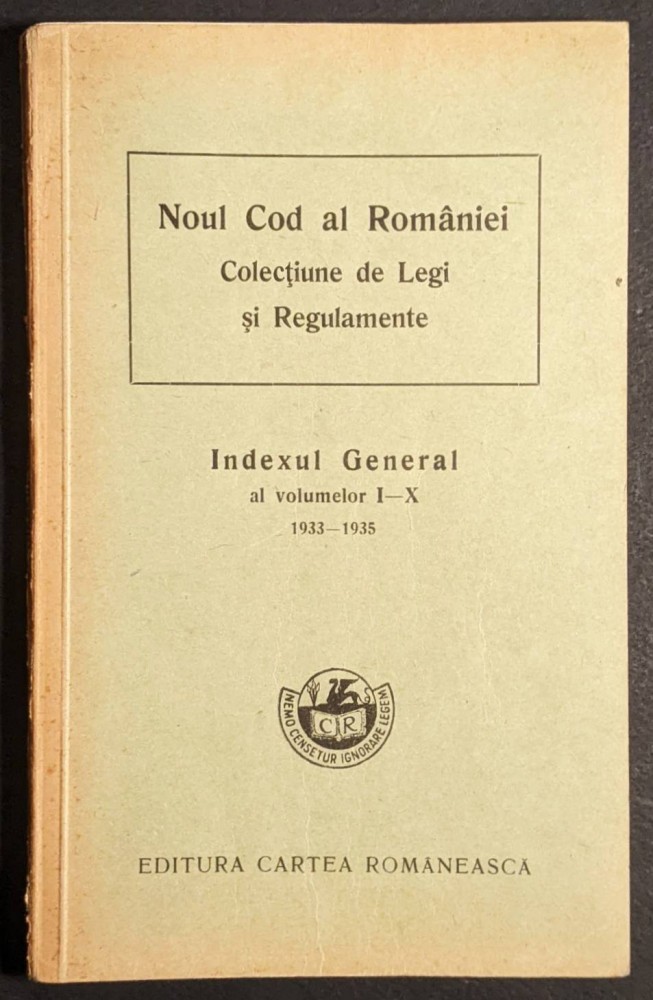 Noul Cod al României
Colecţiune de Legi
şi Regulamente
Indexul General
al volumelor I—X
1933—1935
C R
NEMO CENSETUR IGNORARE LEGEM
EDITURA CARTEA ROMÂNEASCĂ